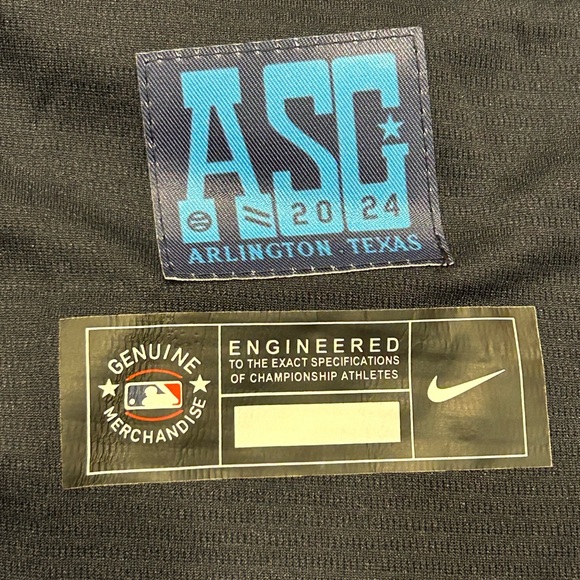 ASG
20 24
ARLINGTON, TEXAS
GENUINE
MERCHANDISE
ENGINEERED
TO THE EXACT SPECIFICATIONS
OF CHAMPIONSHIP ATHLETES